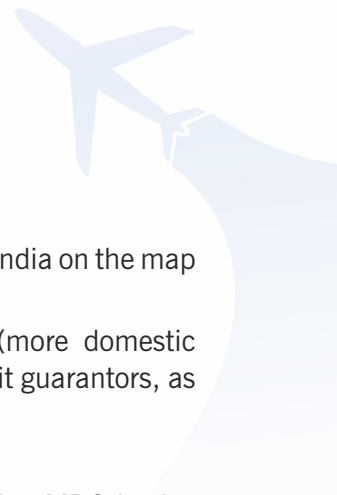 ndia on the map
(more domestic
it guarantors, as